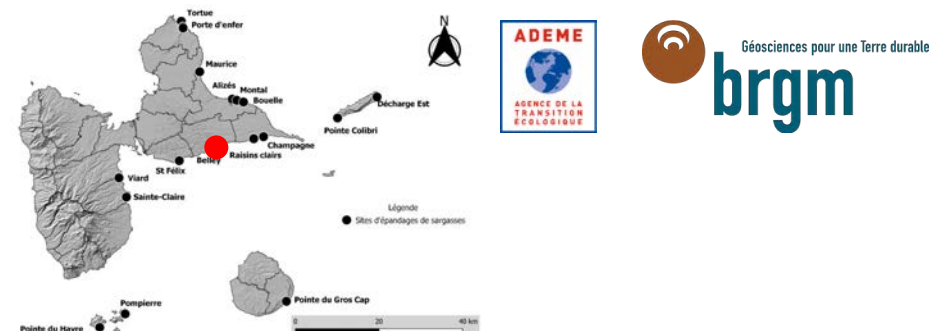 Tortue
Porte d'enfer
N
Maurice
Alizés
Montal
Bouelle
Décharge Est
Pointe Colibri
Champagne
Raisins clairs
Belley
St Félix
Viard
Sainte-Claire
Légende
Sites d'épandages de sargasses
Pompierre
Pointe du Gros Cap
Pointe du Havre
0 20 40 km
ADEME
AGENCE DE LA
TRANSITION
ÉCOLOGIQUE
Géosciences pour une Terre durable
brgm